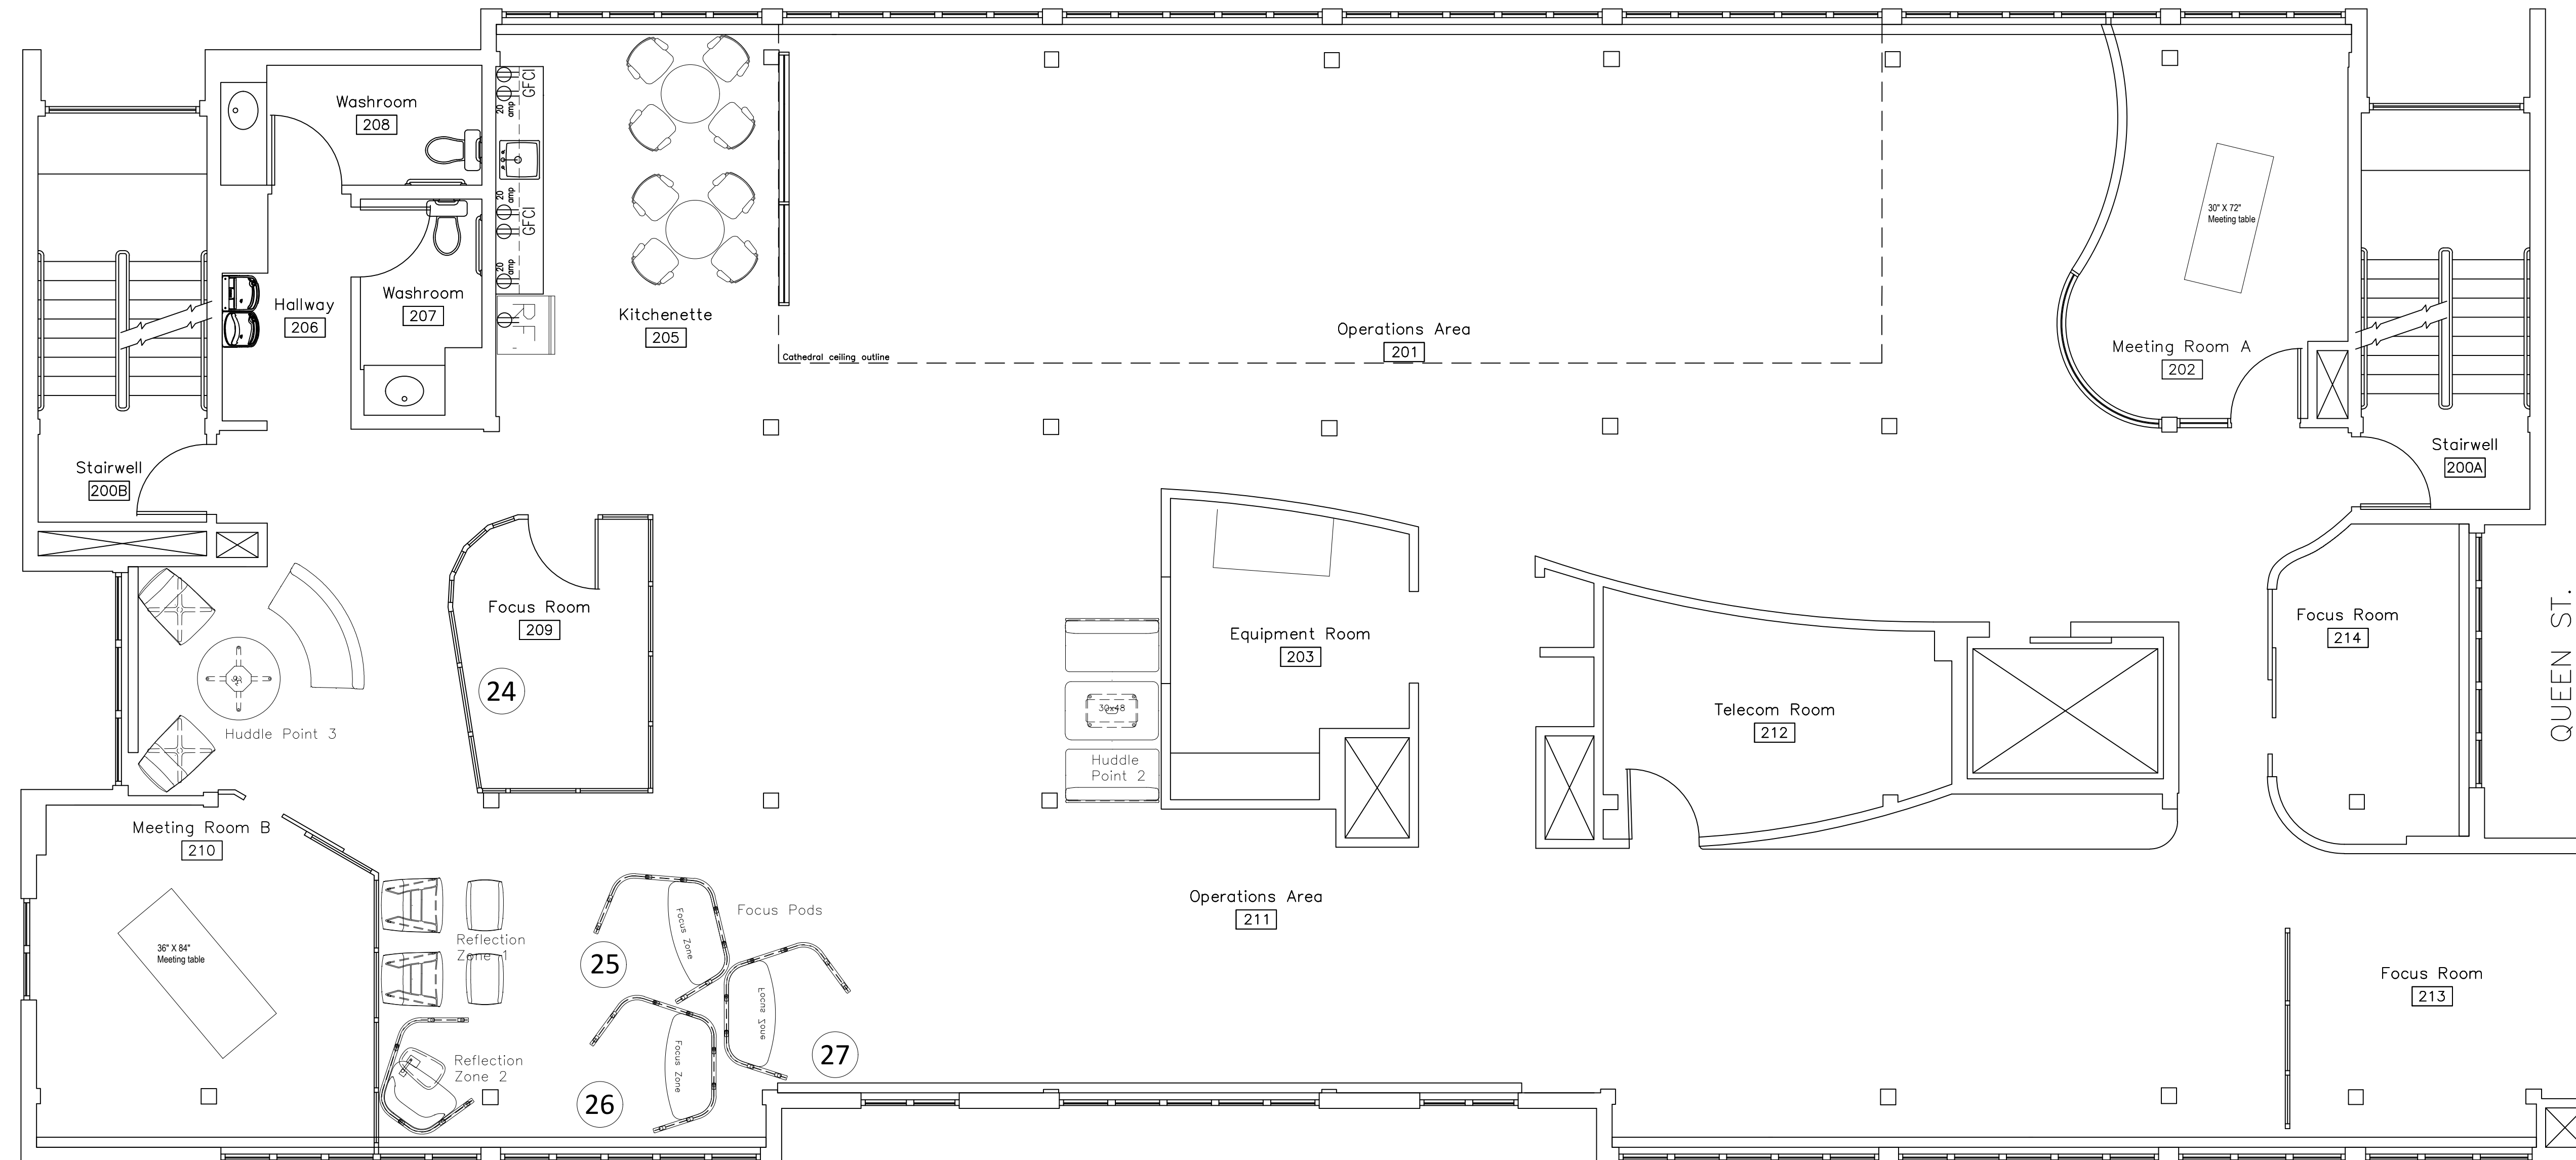 Washroom
208
20 amp
GFCI
20 amp
GFCI
20 amp
Washroom
207
Hallway
206
Kitchenette
205
Cathedral ceiling outline
Operations Area
201
30" X 72"
Meeting table
Meeting Room A
202
Stairwell
200B
Stairwell
200A
Focus Room
209
24
Huddle Point 3
Equipment Room
203
30x48
Huddle
Point 2
Telecom Room
212
Focus Room
214
QUEEN ST.
Meeting Room B
210
36" X 84"
Meeting table
Reflection
Zone 1
Reflection
Zone 2
Focus Pods
Focus Zone
25
Focus Zone
26
Focus Zone
27
Operations Area
211
Focus Room
213